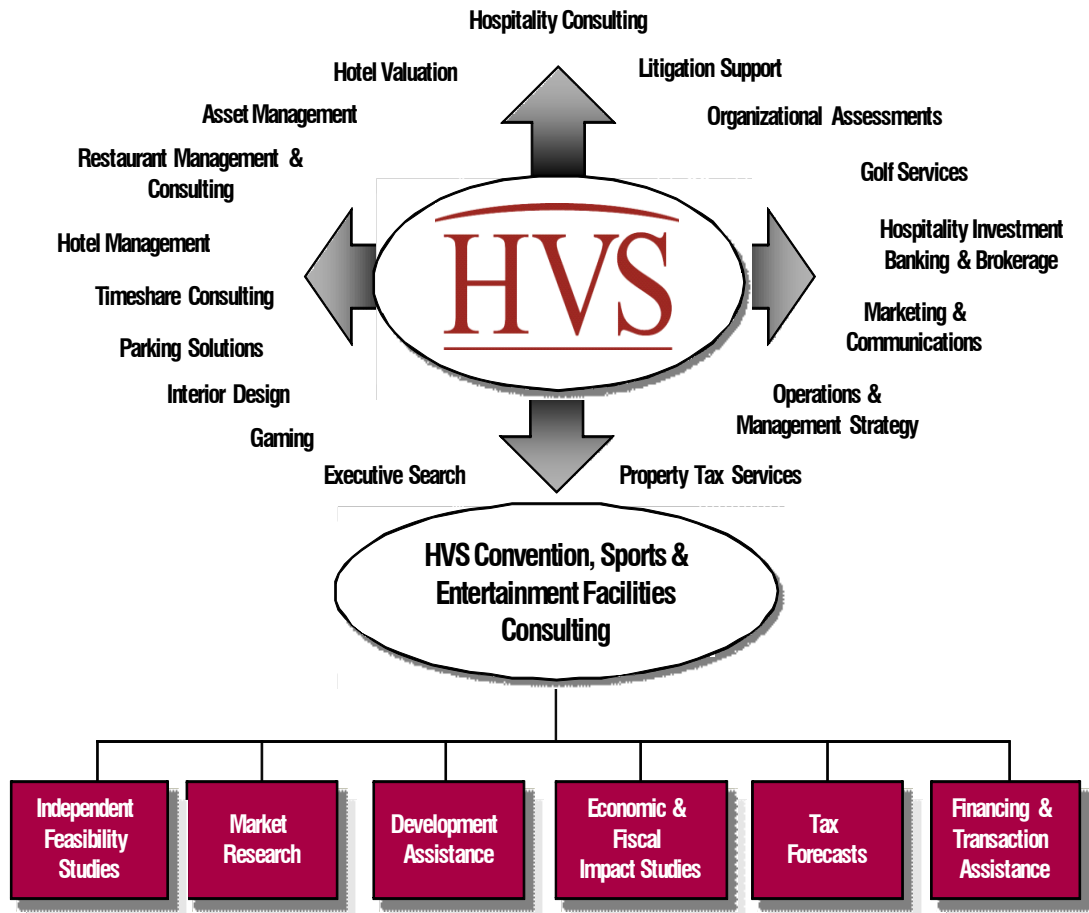 Hospitality Consulting
Hotel Valuation
Litigation Support
Asset Management
Organizational Assessments
Restaurant Management &
Consulting
Golf Services
Hotel Management
Hospitality Investment
Banking & Brokerage
HVS
Timeshare Consulting
Marketing &
Communications
Parking Solutions
Interior Design
Operations &
Management Strategy
Gaming
Executive Search
Property Tax Services
HVS Convention, Sports &
Entertainment Facilities
Consulting
Independent
Feasibility
Studies
Market
Research
Development
Assistance
Economic &
Fiscal
Impact Studies
Tax
Forecasts
Financing &
Transaction
Assistance